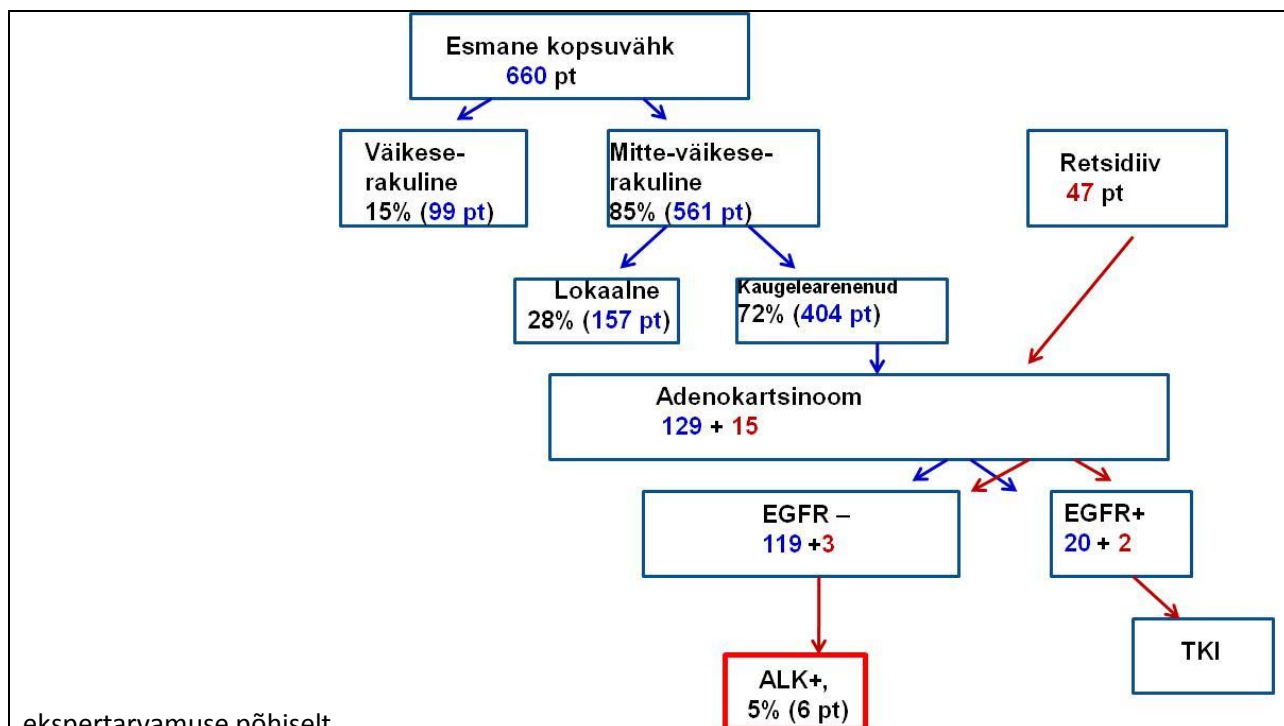 Esmane kopsuvähk
660 pt
Väikese-
rakuline
15% (99 pt)
Mitte-väikese-
rakuline
85% (561 pt)
Retsidiiv
47 pt
Lokaalne
28% (157 pt)
Kaugelearenenud
72% (404 pt)
Adenokartsinoom
129 + 15
EGFR –
119 +3
EGFR+
20 + 2
TKI
ALK+,
5% (6 pt)
ekspertarvamuse põhiselt